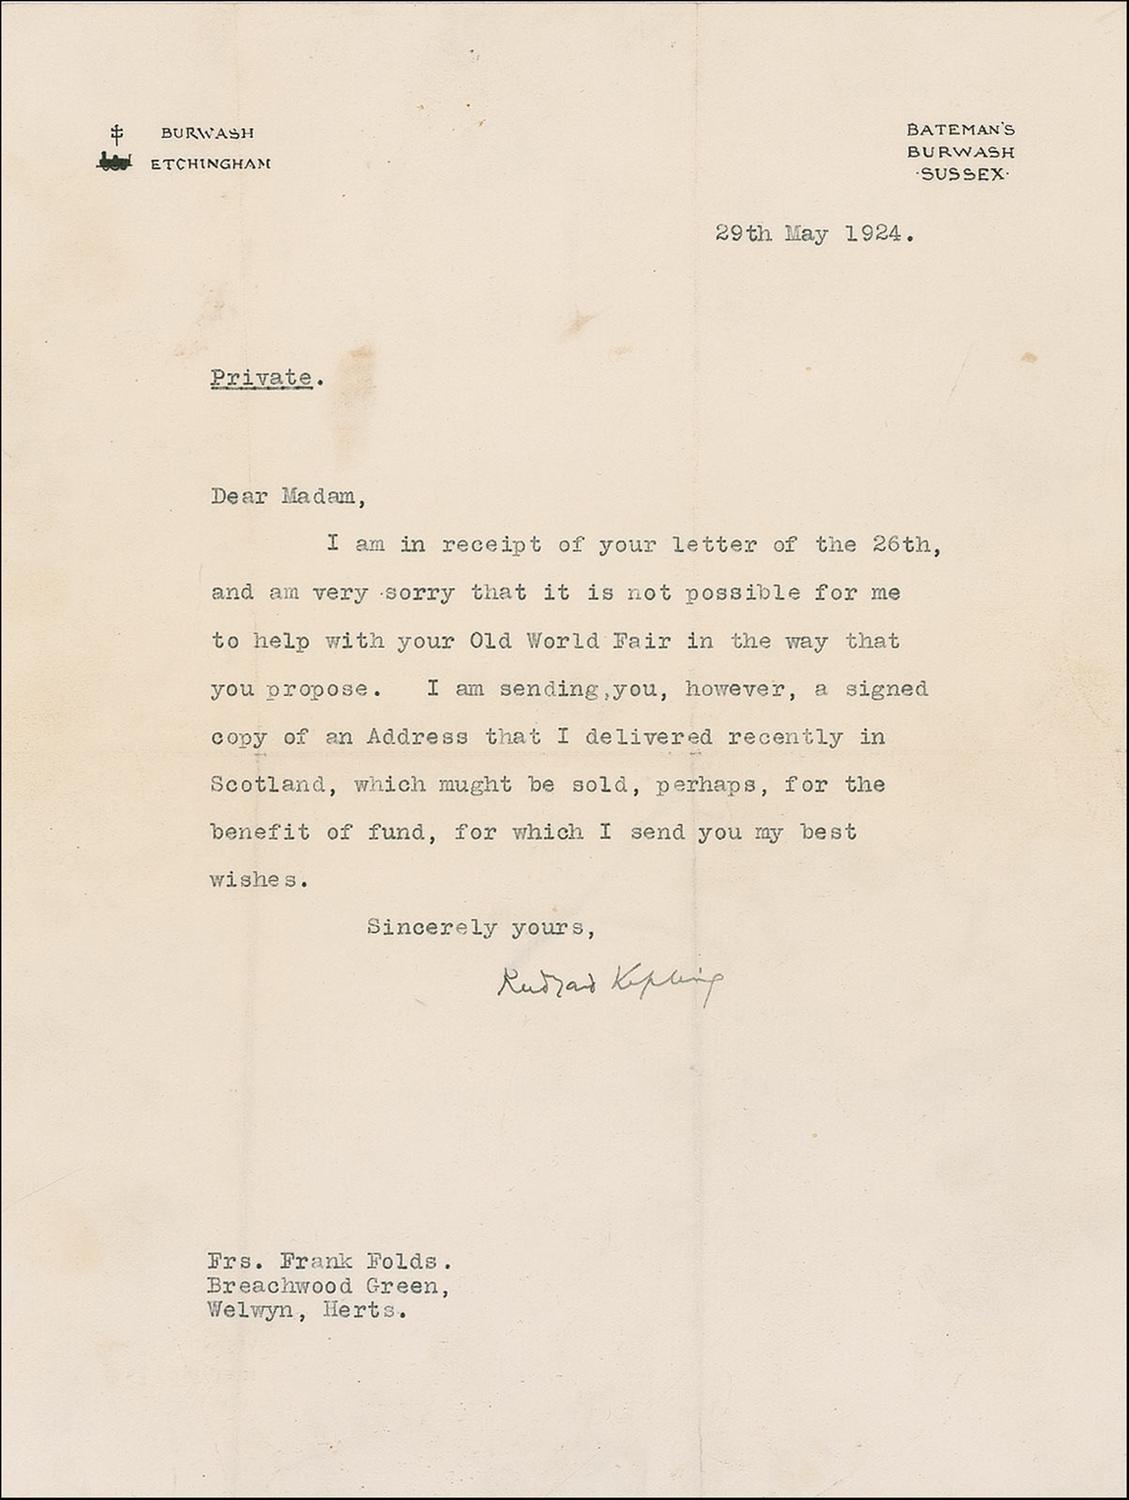 BURWASH
ETCHINGHAM
BATEMAN'S
BURWASH
·SUSSEX·
29th May 1924.
Private.
Dear Madam,
I am in receipt of your letter of the 26th,
and am very sorry that it is not possible for me
to help with your Old World Fair in the way that
you propose. I am sending,you, however, a signed
copy of an Address that I delivered recently in
Scotland, which mught be sold, perhaps, for the
benefit of fund, for which I send you my best
wishes.
Sincerely yours,
Rudyard Kipling
Frs. Frank Folds.
Breachwood Green,
Welwyn, Herts.